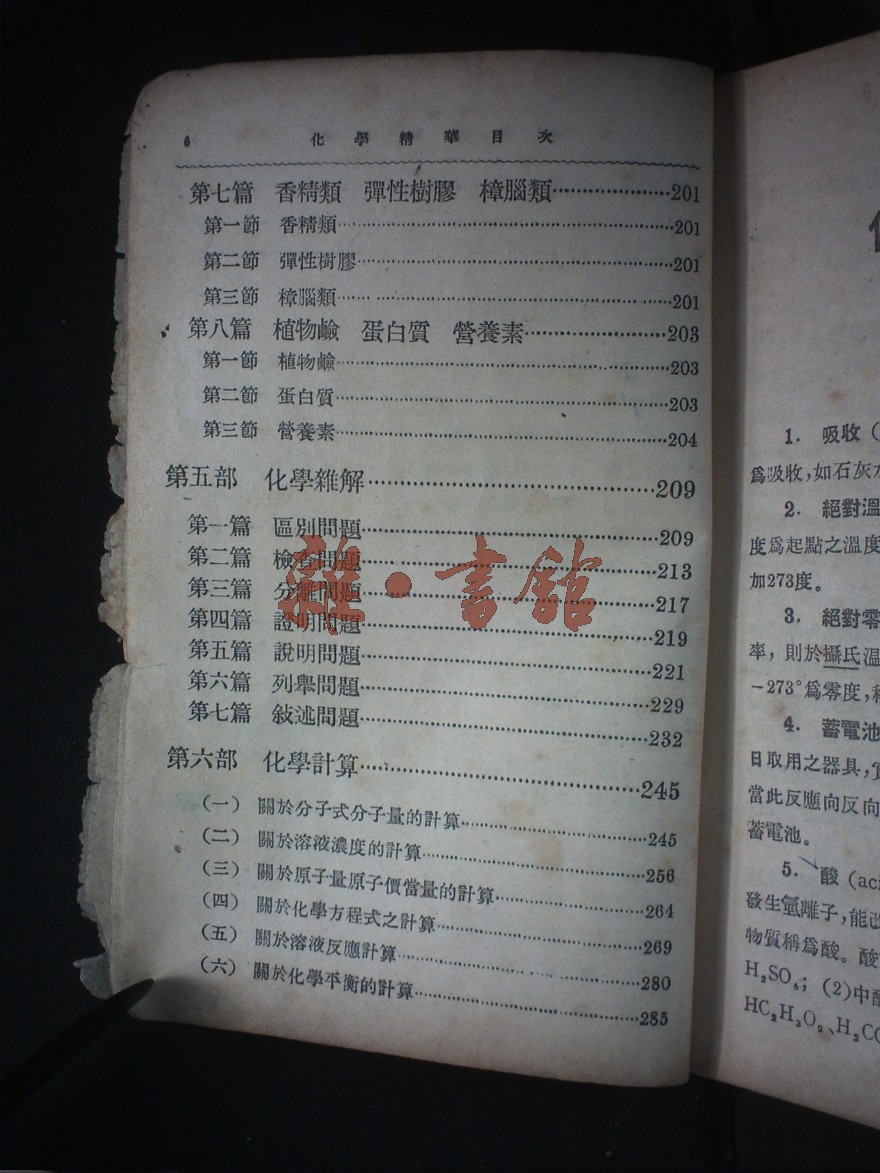 6 化學精華目次
第七篇 香精類 彈性樹膠 樟腦類……………201
第一節 香精類……………201
第二節 彈性樹膠……………201
第三節 樟腦類……………201
第八篇 植物鹼 蛋白質 營養素……………203
第一節 植物鹼……………203
第二節 蛋白質……………203
第三節 營養素……………204
第五部 化學雜解……………209
第一篇 區別問題……………209
第二篇 檢查問題……………213
第三篇 分離問題……………217
第四篇 證明問題……………219
第五篇 說明問題……………221
第六篇 列舉問題……………229
第七篇 敍述問題……………232
第六部 化學計算……………245
(一) 關於分子式分子量的計算……………245
(二) 關於溶液濃度的計算……………256
(三) 關於原子量原子價當量的計算……………264
(四) 關於化學方程式之計算……………269
(五) 關於溶液反應計算……………280
(六) 關於化學平衡的計算……………285
雜·書館
1. 吸收(
爲吸收,如石灰水
2. 絕對溫
度爲起點之溫度
加273度。
3. 絕對零
率,則於攝氏溫
-273°爲零度,
4. 蓄電池
日取用之器具,
當此反應向反向
蓄電池。
5. 酸(aci
發生氫離子,能改
物質稱爲酸。酸
H₂SO₄; (2)中
HC₂H₃O₂、H₂CO